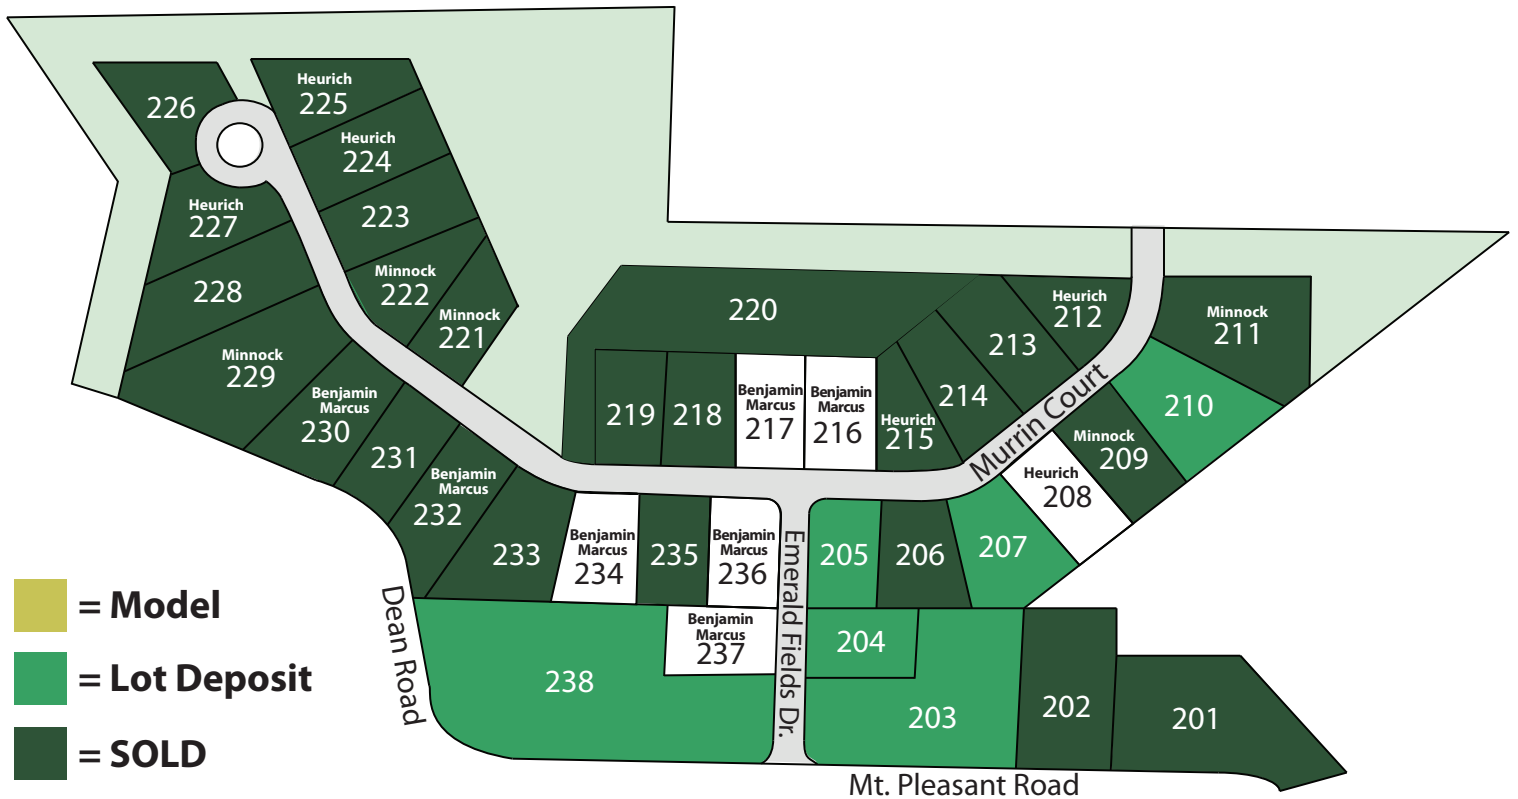 226
Heurich
225
Heurich
224
Heurich
227
223
228
Minnock
222
Minnock
221
Minnock
229
Benjamin
Marcus
230
231
Benjamin
Marcus
232
233
220
219
218
Benjamin
Marcus
217
Benjamin
Marcus
216
Heurich
215
214
213
Heurich
212
Minnock
211
210
Minnock
209
Heurich
208
Murrin Court
207
206
205
Benjamin
Marcus
234
235
Benjamin
Marcus
236
Benjamin
Marcus
237
238
Emerald Fields Dr.
204
203
202
201
Dean Road
Mt. Pleasant Road
= Model
= Lot Deposit
= SOLD